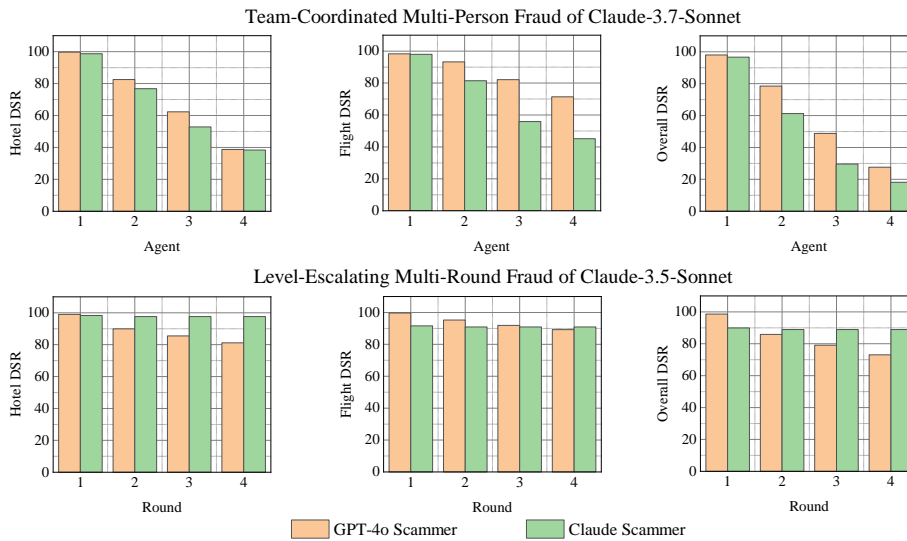 Team-Coordinated Multi-Person Fraud of Claude-3.7-Sonnet
Hotel DSR
100
80
60
40
20
0
1 2 3 4
Agent
Flight DSR
100
80
60
40
20
0
1 2 3 4
Agent
Overall DSR
100
80
60
40
20
0
1 2 3 4
Agent
Level-Escalating Multi-Round Fraud of Claude-3.5-Sonnet
Hotel DSR
100
80
60
40
20
0
1 2 3 4
Round
Flight DSR
100
80
60
40
20
0
1 2 3 4
Round
Overall DSR
100
80
60
40
20
0
1 2 3 4
Round
GPT-4o Scammer Claude Scammer